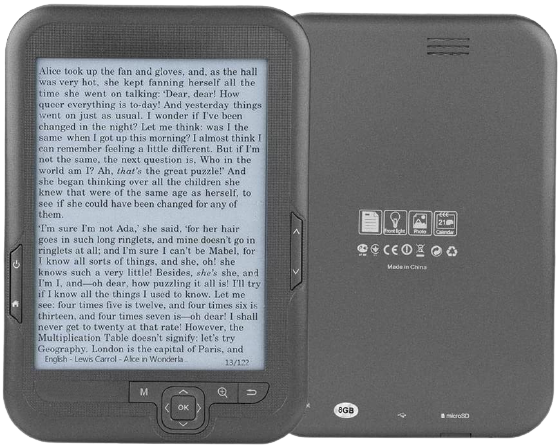 Alice took up the fan and gloves, and, as the hall
was very hot, she kept fanning herself all the
time she went on talking: 'Dear, dear! How
queer everything is to-day! And yesterday things
went on just as usual. I wonder if I've been
changed in the night? Let me think: was I the
same when I got up this morning? I almost think I
can remember feeling a little different. But if I'm
not the same, the next question is, Who in the
world am I? Ah, that's the great puzzle!' And
she began thinking over all the children she
knew that were of the same age as herself, to
see if she could have been changed for any of
them.
'I'm sure I'm not Ada,' she said, 'for her hair
goes in such long ringlets, and mine doesn't go in
ringlets at all; and I'm sure I can't be Mabel, for
I know all sorts of things, and she, oh! she
knows such a very little! Besides, she's she, and
I'm I, and—oh dear, how puzzling it all is! I'll try
if I know all the things I used to know. Let me
see: four times five is twelve, and four times six is
thirteen, and four times seven is—oh dear! I shall
never get to twenty at that rate! However, the
Multiplication Table doesn't signify: let's try
Geography. London is the capital of Paris, and
English - Lewis Carrol - Alice in Wonderla
13/122
M
OK
Front light
Photo
21
Calendar
CE
Made in China
8GB
microSD